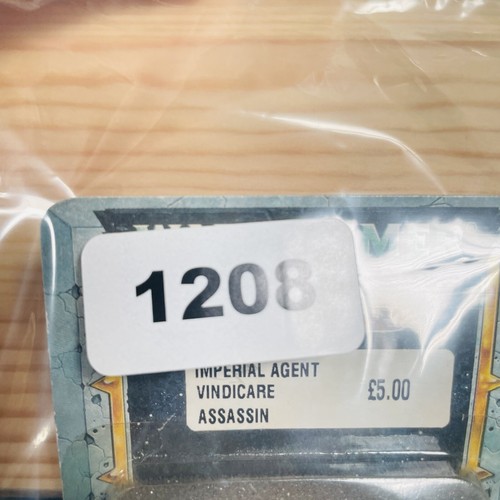 1208
IMPERIAL AGENT
VINDICARE £5.00
ASSASSIN